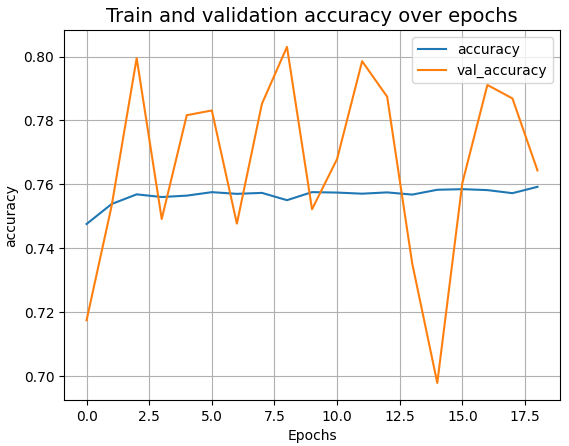 Train and validation accuracy over epochs
accuracy
val_accuracy
accuracy
0.80
0.78
0.76
0.74
0.72
0.70
0.0 2.5 5.0 7.5 10.0 12.5 15.0 17.5
Epochs